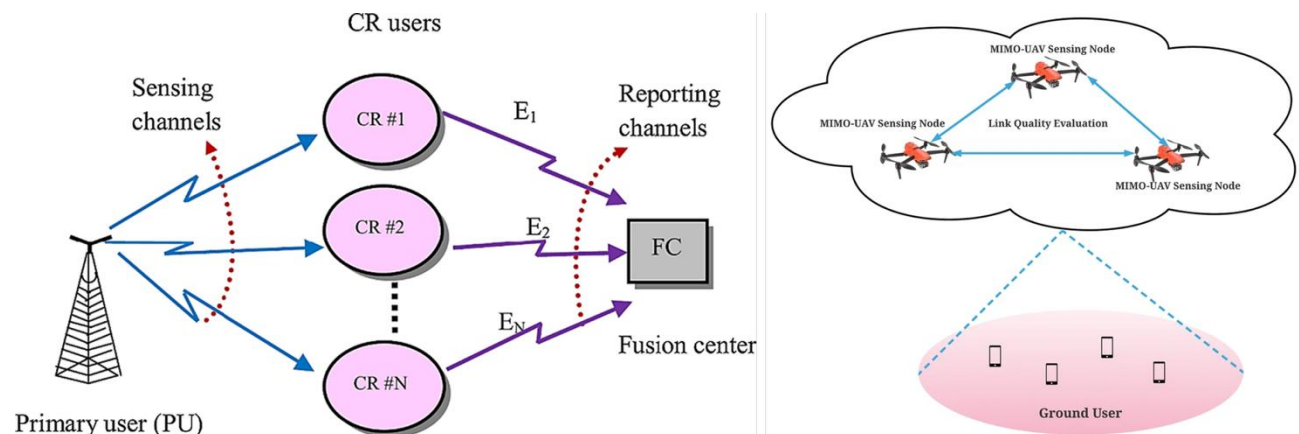 CR users
Sensing
channels
CR #1
E1
Reporting
channels
CR #2
E2
FC
EN
Fusion center
CR #N
Primary user (PU)
MIMO-UAV Sensing Node
MIMO-UAV Sensing Node
Link Quality Evaluation
MIMO-UAV Sensing Node
Ground User